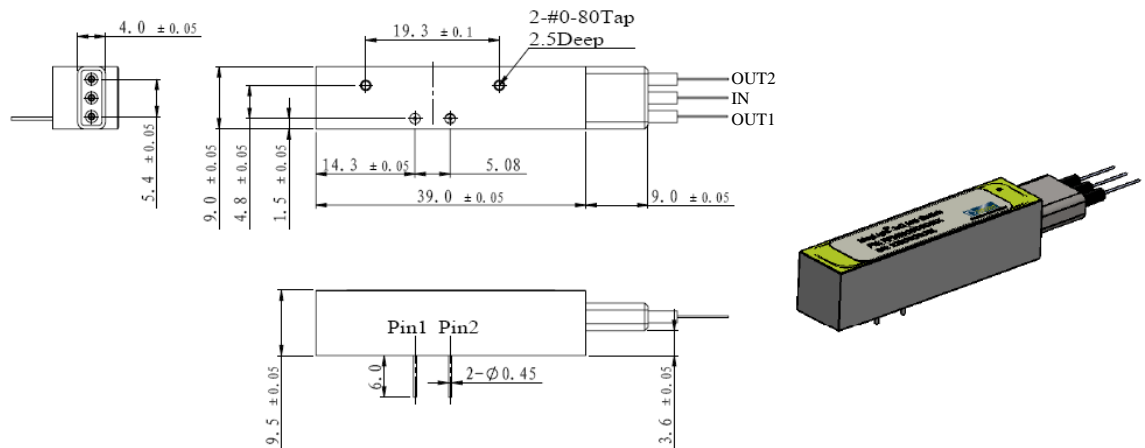 4.0 ±0.05
19.3 ±0.1
2-#0-80Tap
2.5Deep
OUT2
IN
OUT1
5.4 ±0.05
9.0 ±0.05
4.8 ±0.05
1.5 ±0.05
14.3 ±0.05
5.08
39.0 ±0.05
9.0 ±0.05
Pin1 Pin2
9.5 ±0.05
6.0
2-Ø0.45
3.6 ±0.05